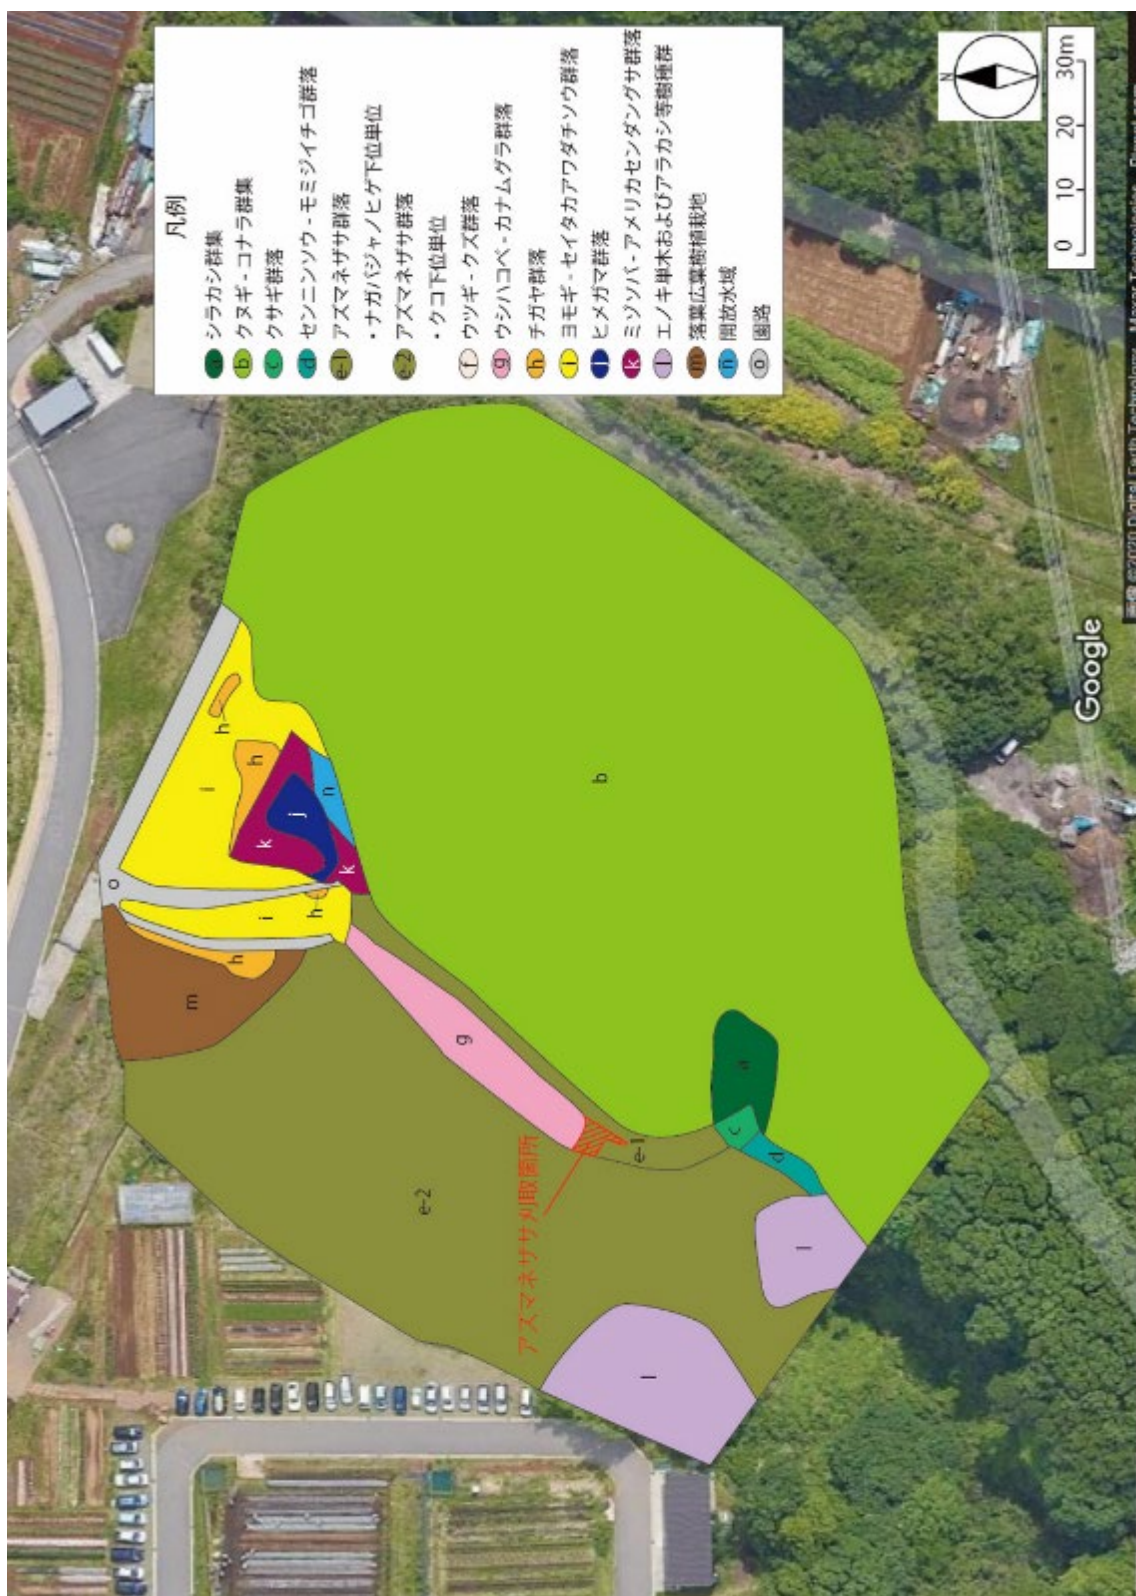 凡例
a シラカシ群集
b クヌギ - コナラ群集
c クサギ群落
d センニンソウ - モミジイチゴ群落
e-1 アズマネザサ群落
・ナガバジャノヒゲ下位単位
e-2 アズマネザサ群落
・クコ下位単位
f ウツギ - クズ群落
g ウシハコベ - カナムグラ群落
h チガヤ群落
i ヨモギ - セイタカアワダチソウ群落
j ヒメガマ群落
k ミゾソバ - アメリカセンダングサ群落
l エノキ単木およびアラカシ等樹種群
m 落葉広葉樹植栽地
n 開放水域
o 園路
N
0 10 20 30m
o
i
h
h
k
j
n
k
h
i
h
m
g
b
e-2
アズマネザサ刈取箇所
e-1
a
c
d
l
l
Google
©2020 Digital Earth Technology, Maxar Technologies